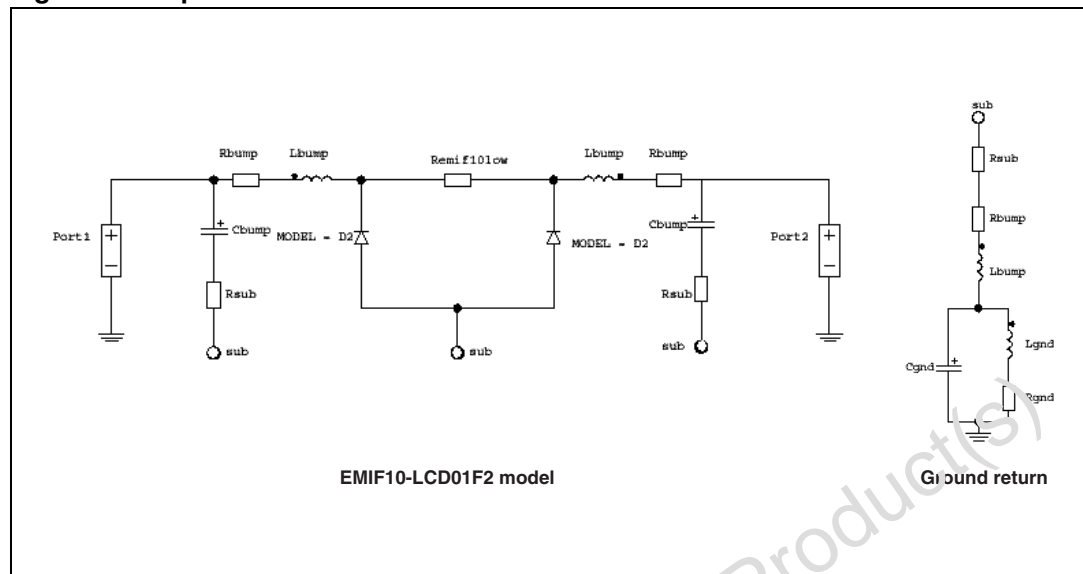 sub
Rsub
Rbump Lbump Remif10low Lbump Rbump
Rbump
Port1 Cbump MODEL = D2 MODEL = D2 Cbump Port2
Lbump
Rsub Rsub
sub sub sub
Lgnd
Cgnd
Rgnd
EMIF10-LCD01F2 model Ground return
Product(s)